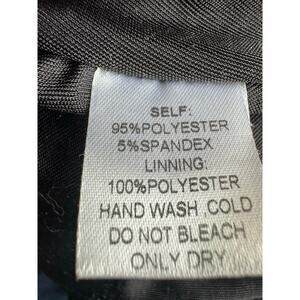 SELF:
95%POLYESTER
5%SPANDEX
LINNING:
100%POLYESTER
HAND WASH .COLD
DO NOT BLEACH
ONLY DRY